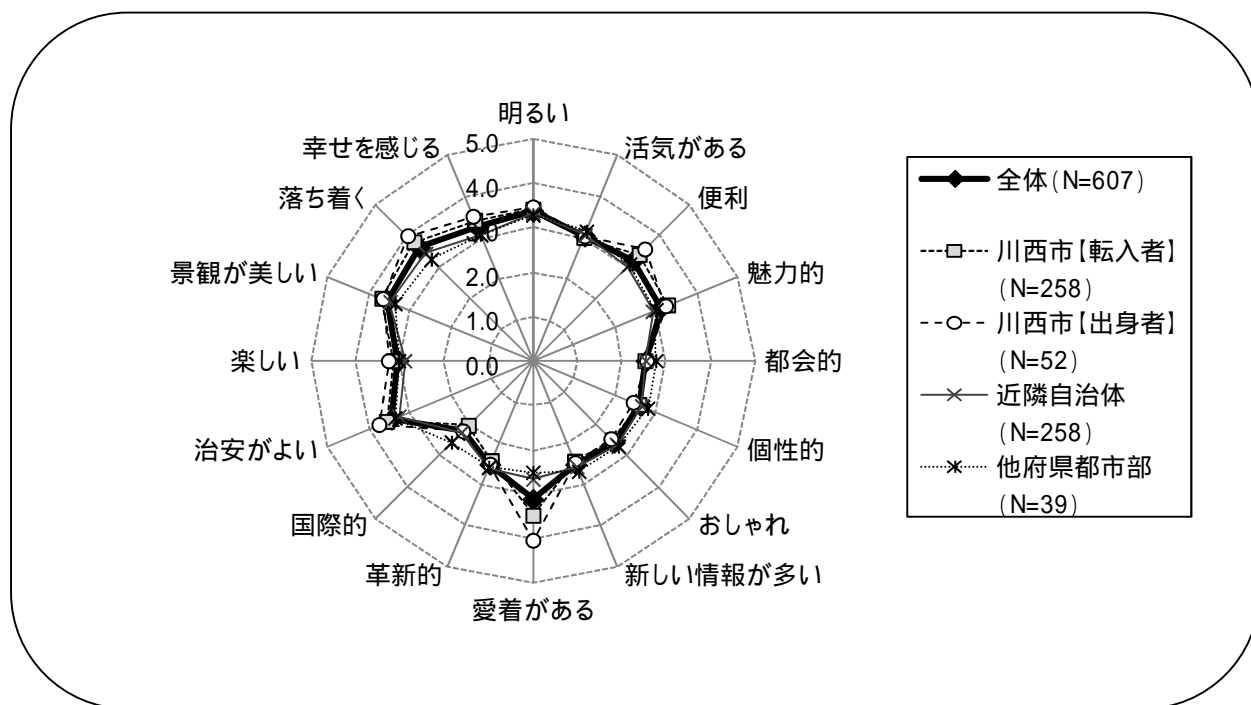 明るい
活気がある
便利
魅力的
都会的
個性的
おしゃれ
新しい情報が多い
愛着がある
革新的
国際的
治安がよい
楽しい
景観が美しい
落ち着く
幸せを感じる
5.0
4.0
2.0
1.0
0.0
全体(N=607)
川西市【転入者】
(N=258)
川西市【出身者】
(N=52)
近隣自治体
(N=258)
他府県都市部
(N=39)